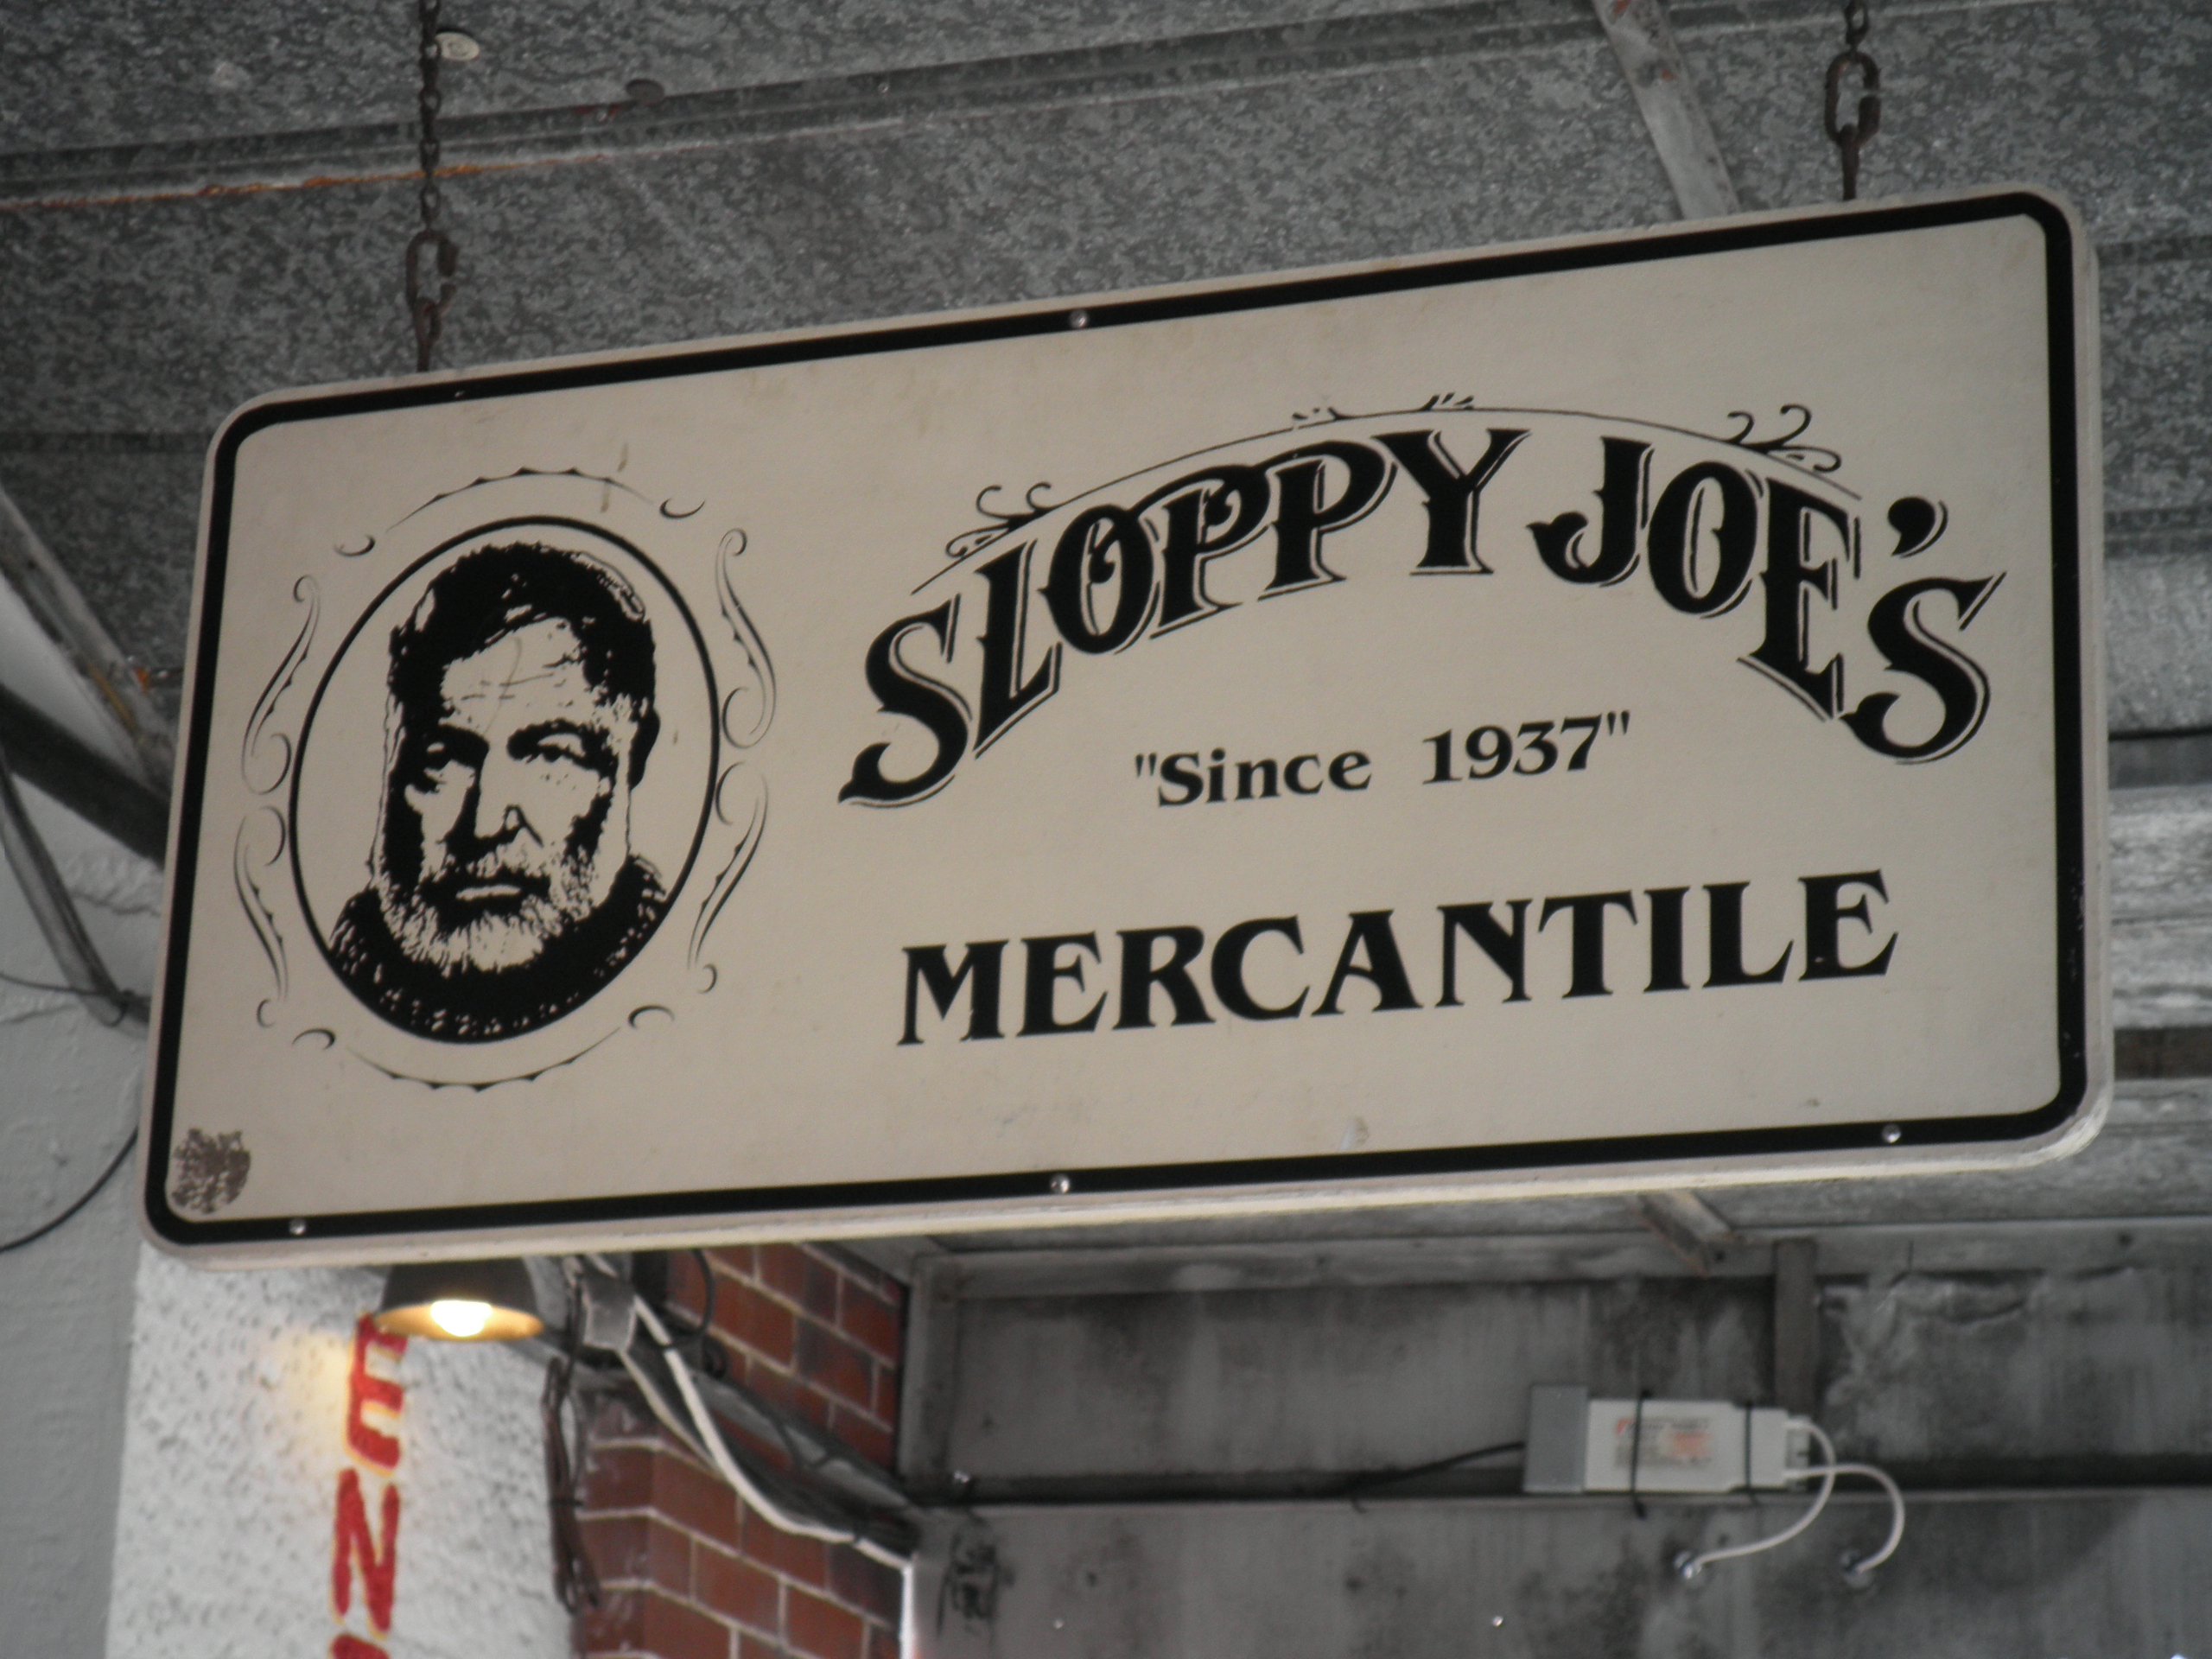 SLOPPY JOE'S
"Since 1937"
MERCANTILE
E
N